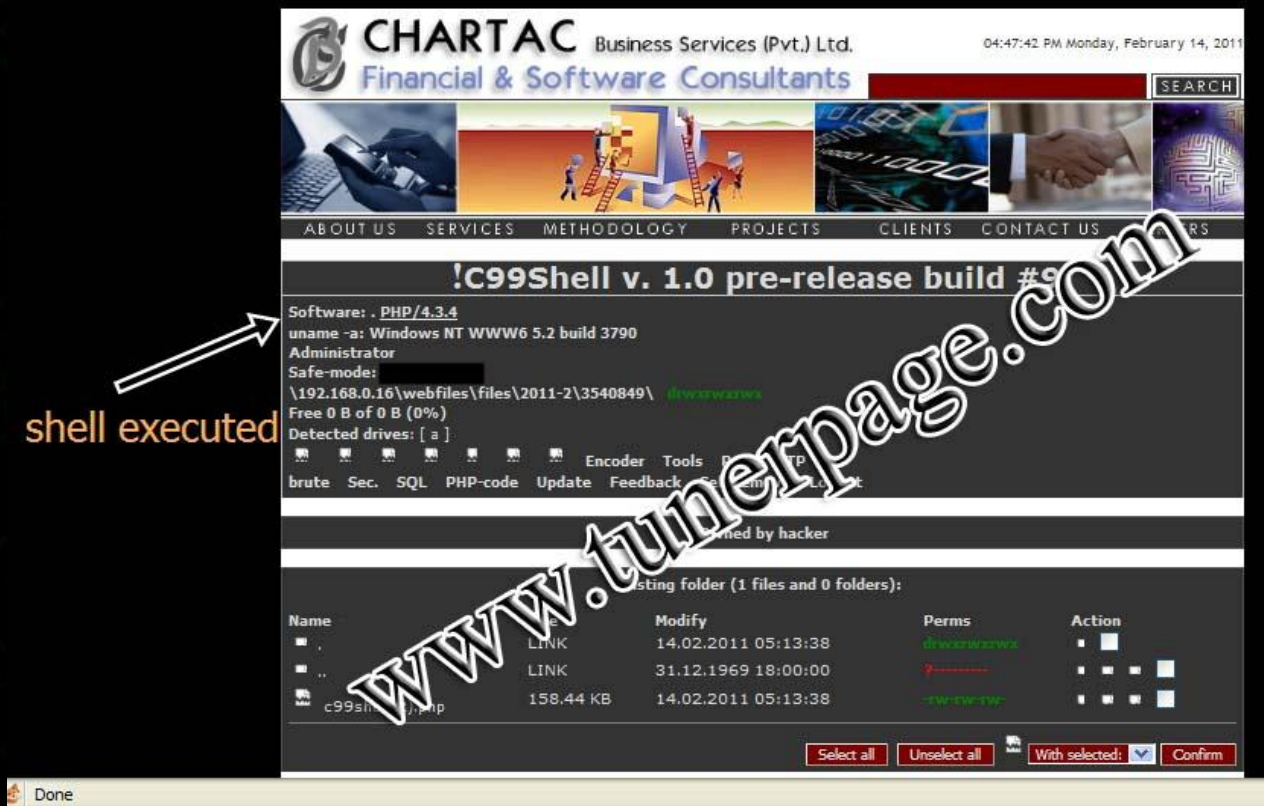 CHARTAC Business Services (Pvt.) Ltd.
Financial & Software Consultants
04:47:42 PM Monday, February 14, 2011
SEARCH
ABOUT US SERVICES METHODOLOGY PROJECTS CLIENTS CONTACT US
!C99Shell v. 1.0 pre-release build
Software: . PHP/4.3.4
uname -a: Windows NT WWW6 5.2 build 3790
Administrator
Safe-mode:
\192.168.0.16\webfiles\files\2011-2\3540849\ drwxrwxrwx
Free 0 B of 0 B (0%)
Detected drives: [ a ]
Encoder Tools
brute Sec. SQL PHP-code Update Feedback
shell executed
by hacker
folder (1 files and 0 folders):
Name Modify Perms Action
. LINK 14.02.2011 05:13:38 drwxrwxrwx
.. LINK 31.12.1969 18:00:00 ?---------
158.44 KB 14.02.2011 05:13:38 -rw-rw-rw-
Select all Unselect all With selected: Confirm
www.tunerpage.com
Done